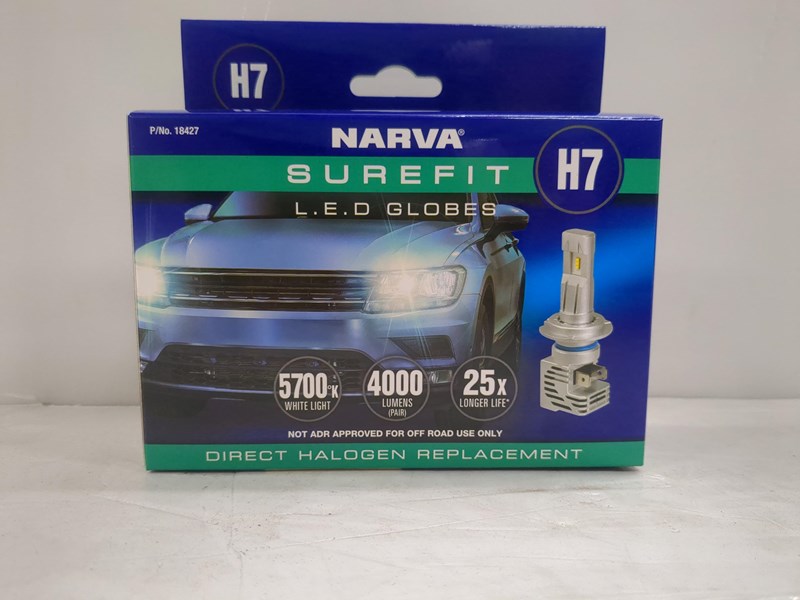 H7
P/No. 18427
NARVA®
SUREFIT
H7
L.E.D GLOBES
5700°K
WHITE LIGHT
4000
LUMENS
(PAIR)
25x
LONGER LIFE*
NOT ADR APPROVED FOR OFF ROAD USE ONLY
DIRECT HALOGEN REPLACEMENT